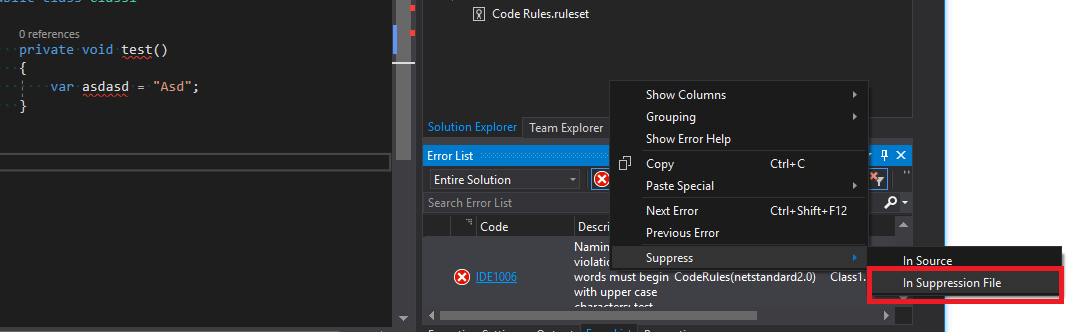 public class Class1
0 references
private void test()
{
var asdasd = "Asd";
}
Code Rules.ruleset
Solution Explorer
Team Explorer
Error List
Entire Solution
Search Error List
Code
IDE1006
Namin
violatio
words must begin
with upper case
characters: test
CodeRules(netstandard2.0)
Class1.
Show Columns
Grouping
Show Error Help
Copy Ctrl+C
Paste Special
Next Error Ctrl+Shift+F12
Previous Error
Suppress
In Source
In Suppression File